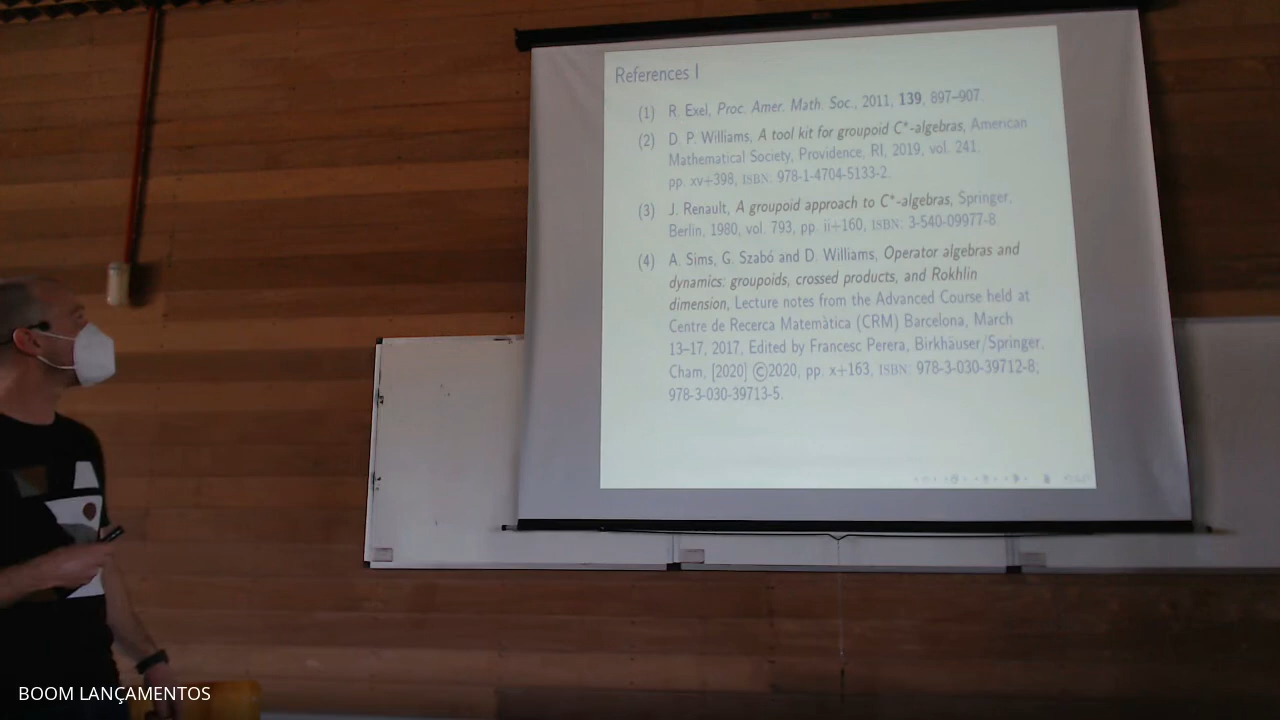 References I
(1) R. Exel, Proc. Amer. Math. Soc., 2011, 139, 897–907.
(2) D. P. Williams, A tool kit for groupoid C*-algebras, American
Mathematical Society, Providence, RI, 2019, vol. 241,
pp. xv+398, ISBN: 978-1-4704-5133-2.
(3) J. Renault, A groupoid approach to C*-algebras, Springer,
Berlin, 1980, vol. 793, pp. ii+160, ISBN: 3-540-09977-8
(4) A. Sims, G. Szabó and D. Williams, Operator algebras and
dynamics: groupoids, crossed products, and Rokhlin
dimension, Lecture notes from the Advanced Course held at
Centre de Recerca Matemàtica (CRM) Barcelona, March
13–17, 2017, Edited by Francesc Perera, Birkhäuser/Springer,
Cham, [2020] ©2020, pp. x+163, ISBN: 978-3-030-39712-8;
978-3-030-39713-5.
BOOM LANÇAMENTOS